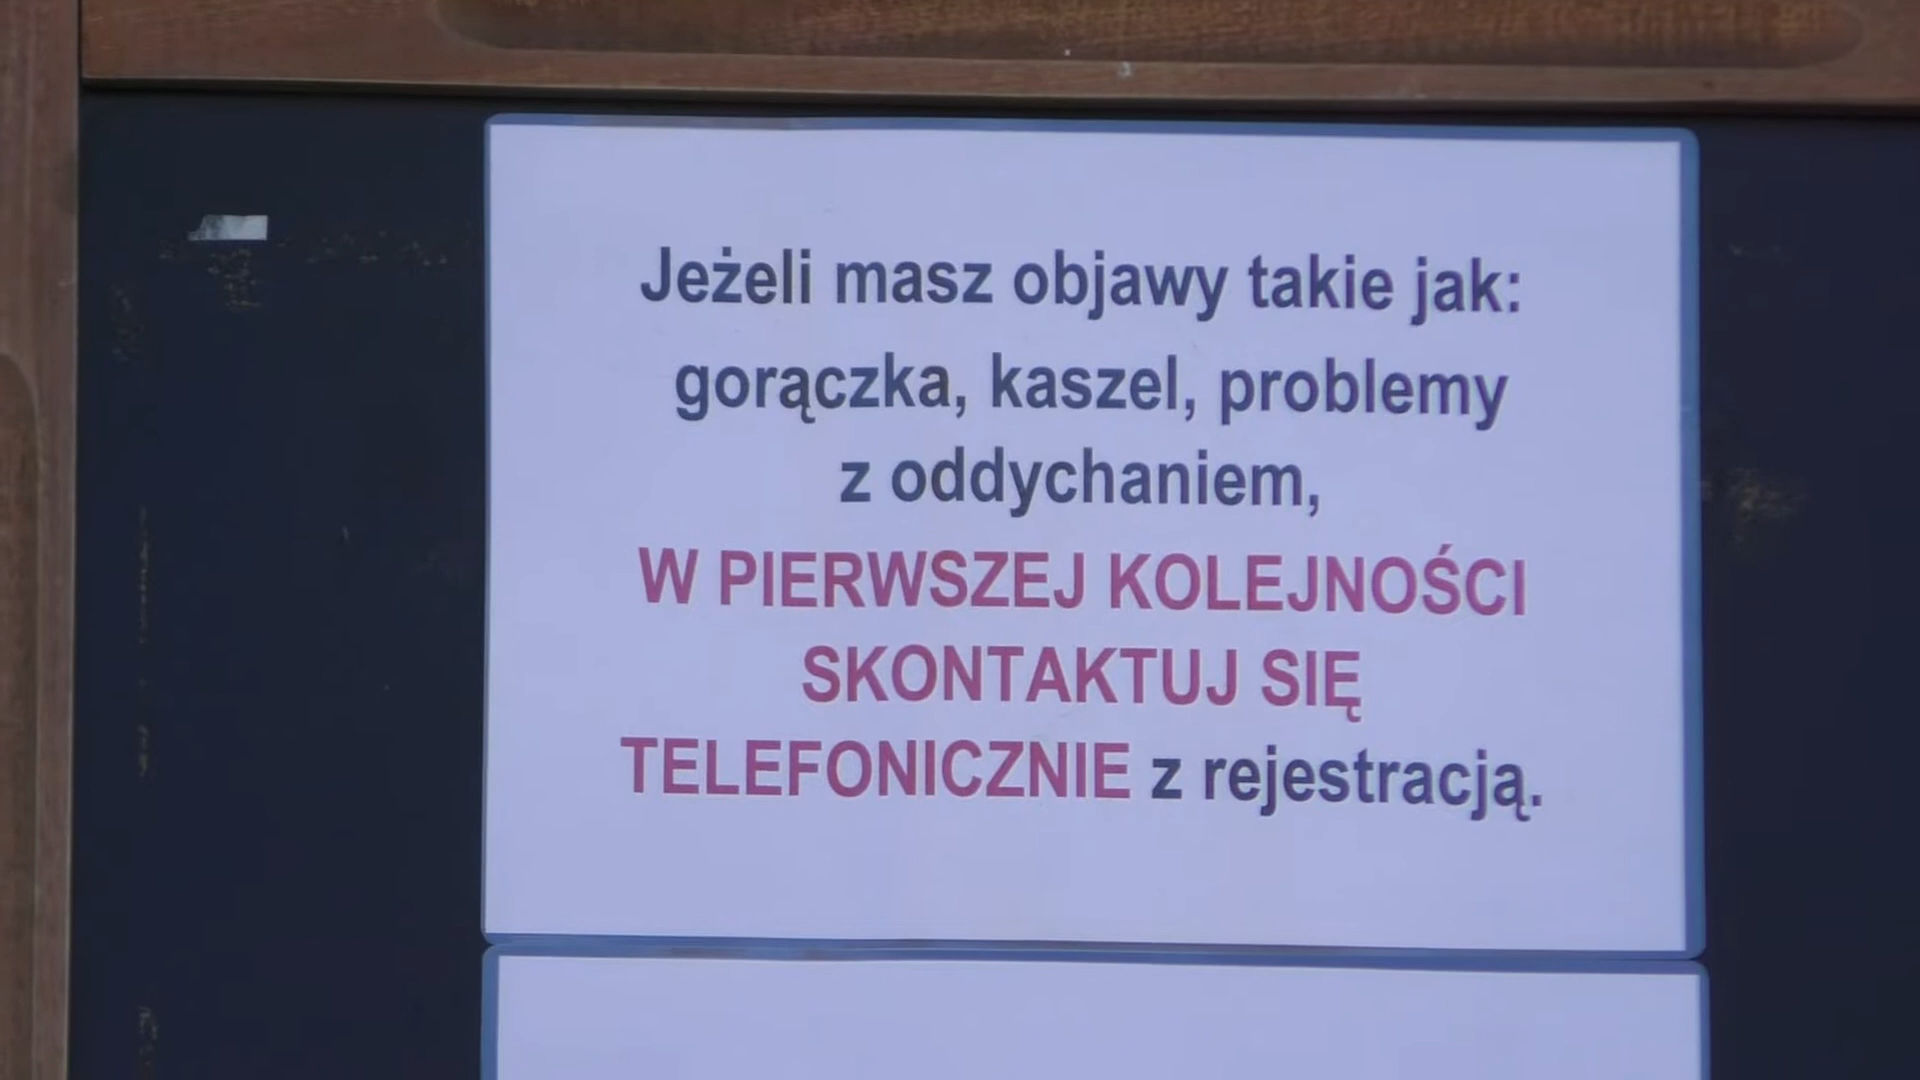 Jeżeli masz objawy takie jak:
gorączka, kaszel, problemy
z oddychaniem,
W PIERWSZEJ KOLEJNOŚCI
SKONTAKTUJ SIĘ
TELEFONICZNIE z rejestracją.